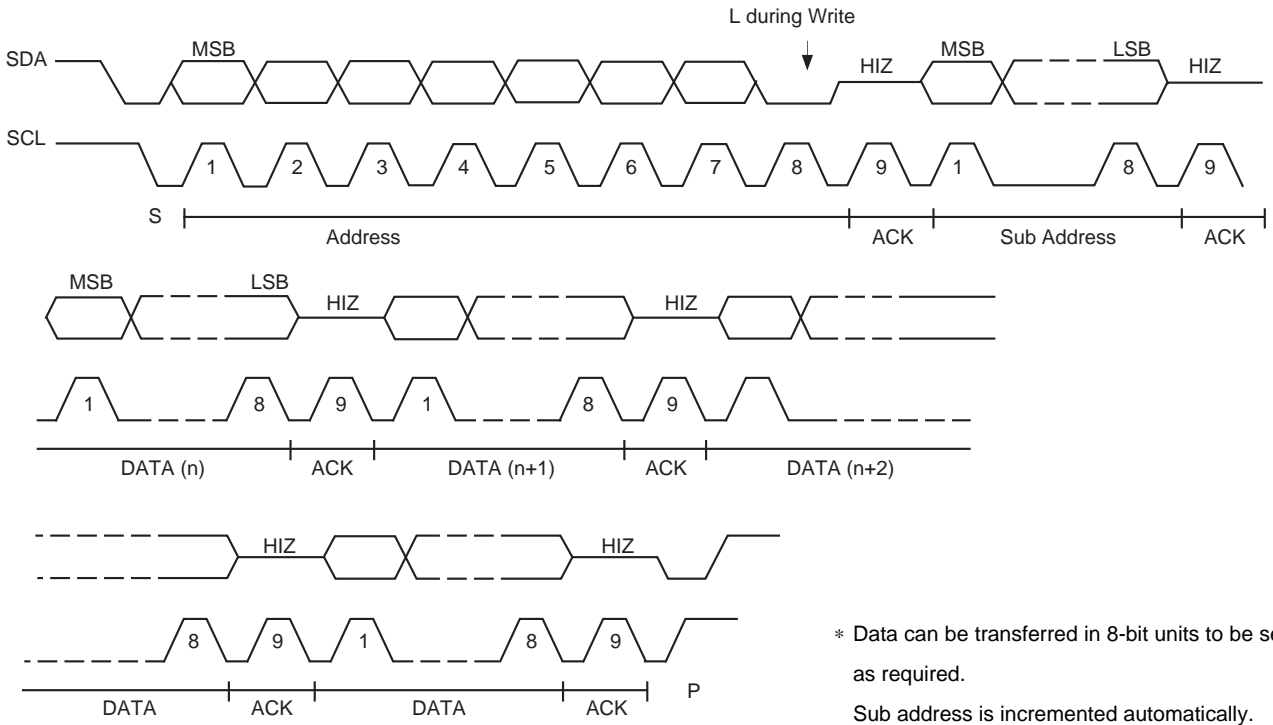 L during Write
SDA MSB HIZ MSB LSB HIZ
SCL 1 2 3 4 5 6 7 8 9 1 8 9
S Address ACK Sub Address ACK
MSB LSB HIZ HIZ
1 8 9 1 8 9
DATA (n) ACK DATA (n+1) ACK DATA (n+2)
HIZ HIZ
8 9 1 8 9
DATA ACK DATA ACK P
* Data can be transferred in 8-bit units to be
as required.
Sub address is incremented automatically.